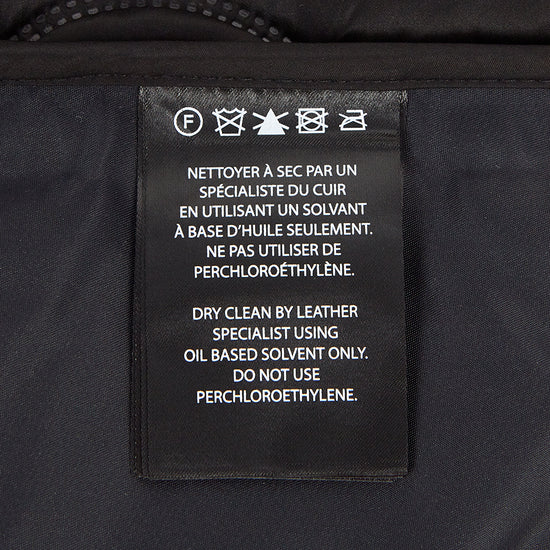 F
NETTOYER À SEC PAR UN
SPÉCIALISTE DU CUIR
EN UTILISANT UN SOLVANT
À BASE D'HUILE SEULEMENT.
NE PAS UTILISER DE
PERCHLOROÉTHYLÈNE.
DRY CLEAN BY LEATHER
SPECIALIST USING
OIL BASED SOLVENT ONLY.
DO NOT USE
PERCHLOROETHYLENE.